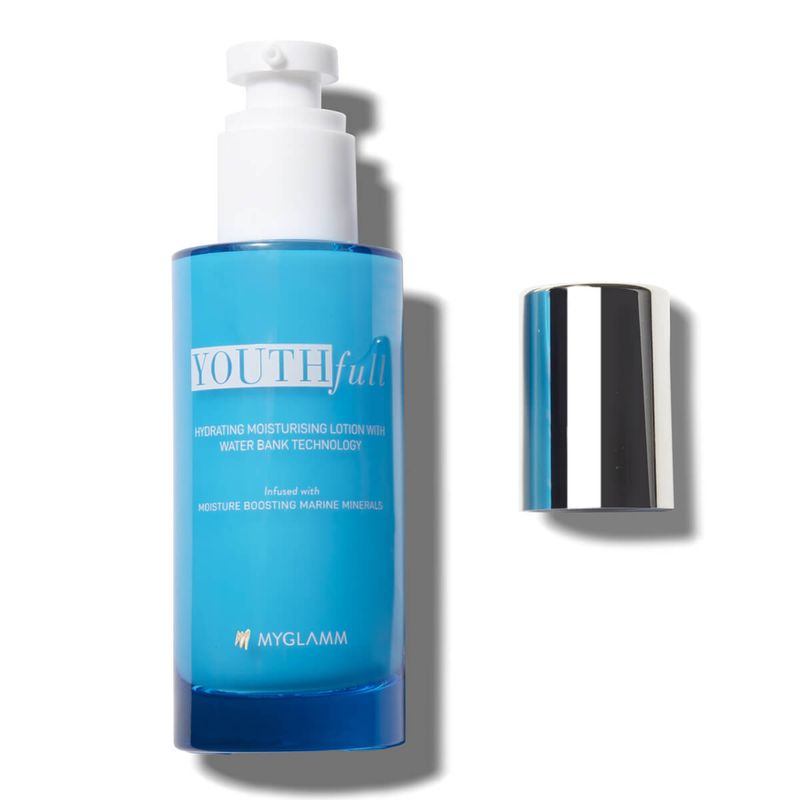 YOUTHfull
HYDRATING MOISTURISING LOTION WITH
WATER BANK TECHNOLOGY
Infused with
MOISTURE BOOSTING MARINE MINERALS
MYGLAMM